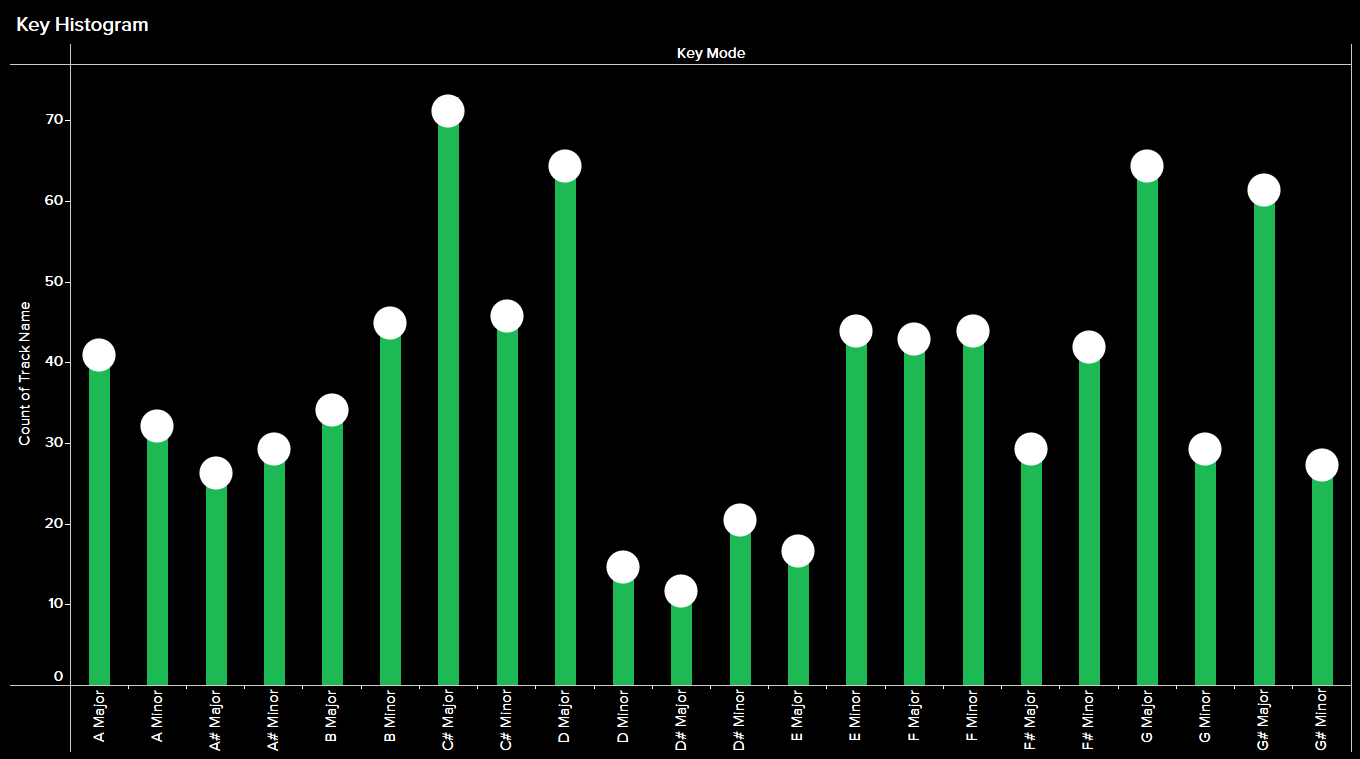 Key Histogram
Key Mode
Count of Track Name
70
60
50
40
30
20
10
0
A Major
A Minor
A# Major
A# Minor
B Major
B Minor
C# Major
C# Minor
D Major
D Minor
D# Major
D# Minor
E Major
E Minor
F Major
F Minor
F# Major
F# Minor
G Major
G Minor
G# Major
G# Minor